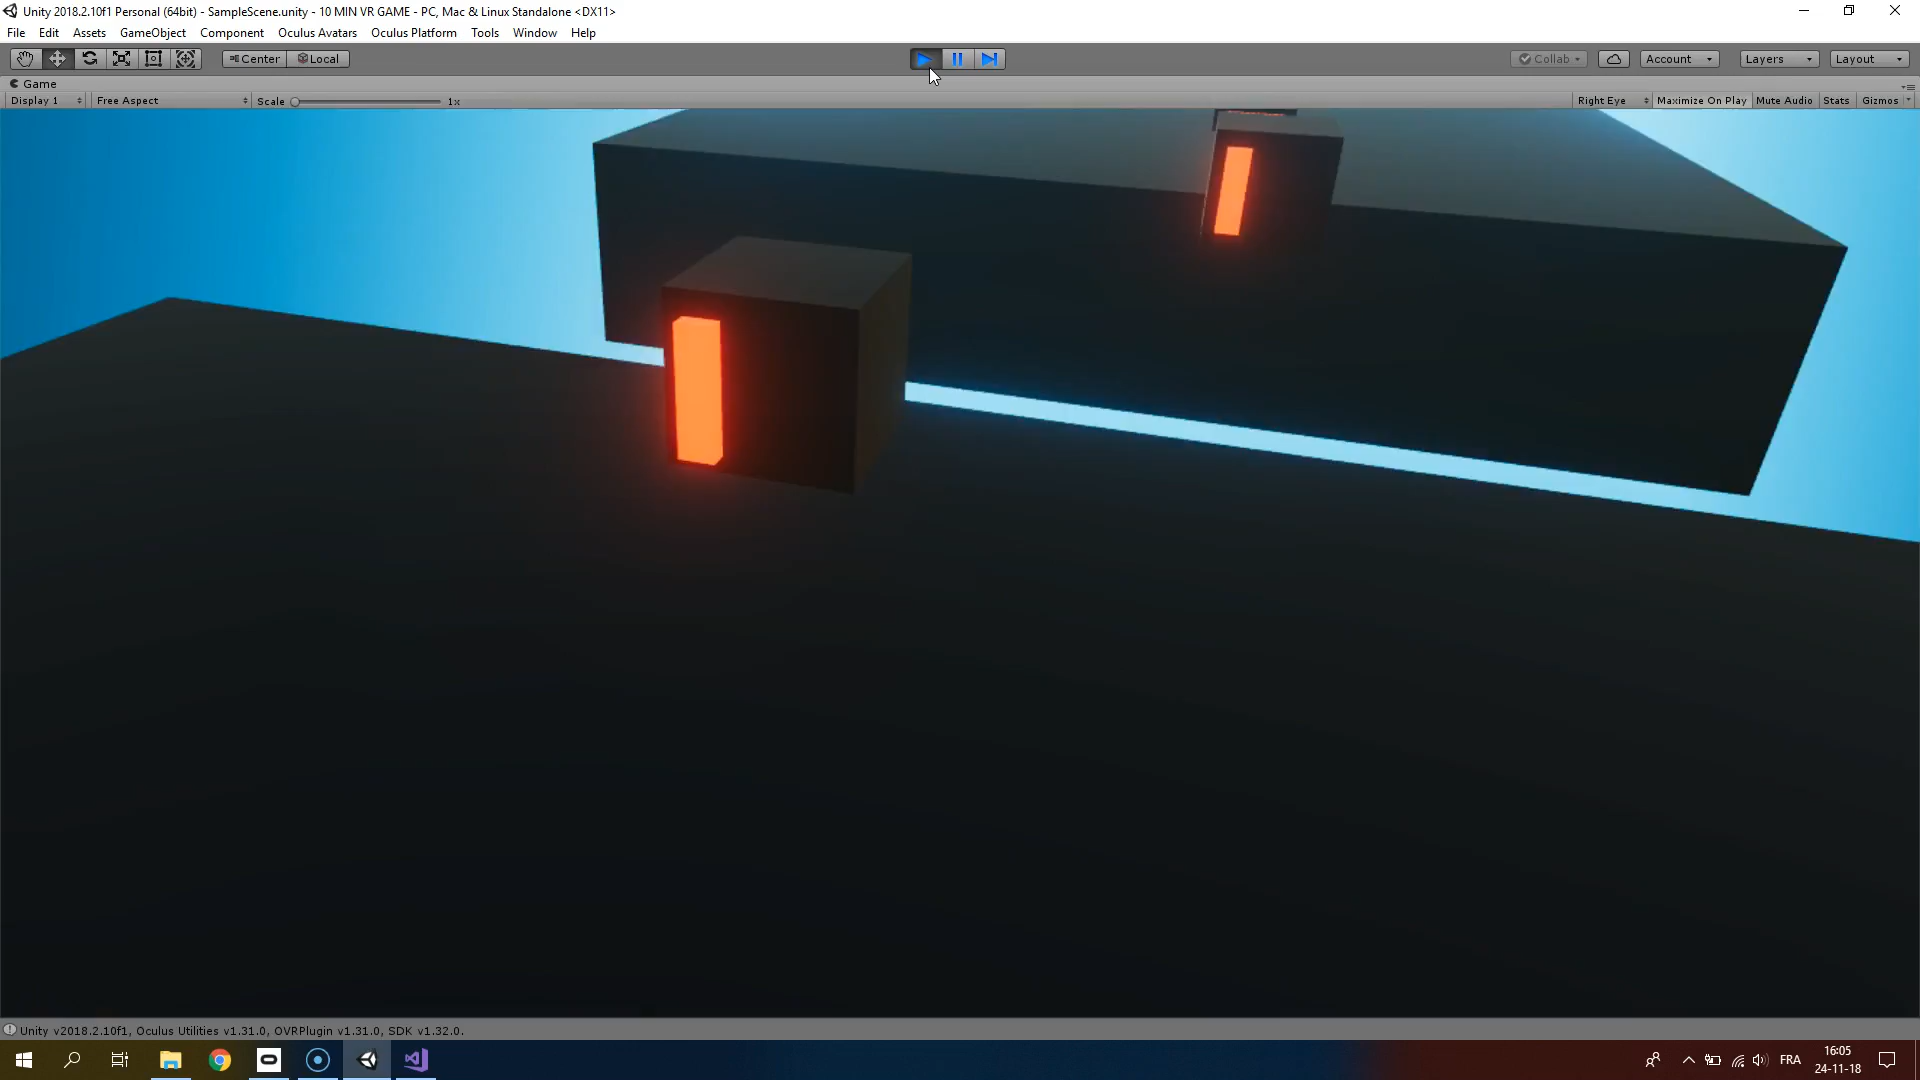 Unity 2018.2.10f1 Personal (64bit) - SampleScene.unity - 10 MIN VR GAME - PC, Mac & Linux Standalone <DX11>
File Edit Assets GameObject Component Oculus Avatars Oculus Platform Tools Window Help
Center Local Collab Account Layers Layout
Game
Display 1 Free Aspect Scale 1x Right Eye Maximize On Play Mute Audio Stats Gizmos
Unity v2018.2.10f1, Oculus Utilities v1.31.0, OVRPlugin v1.31.0, SDK v1.32.0.
FRA
16:05
24-11-18